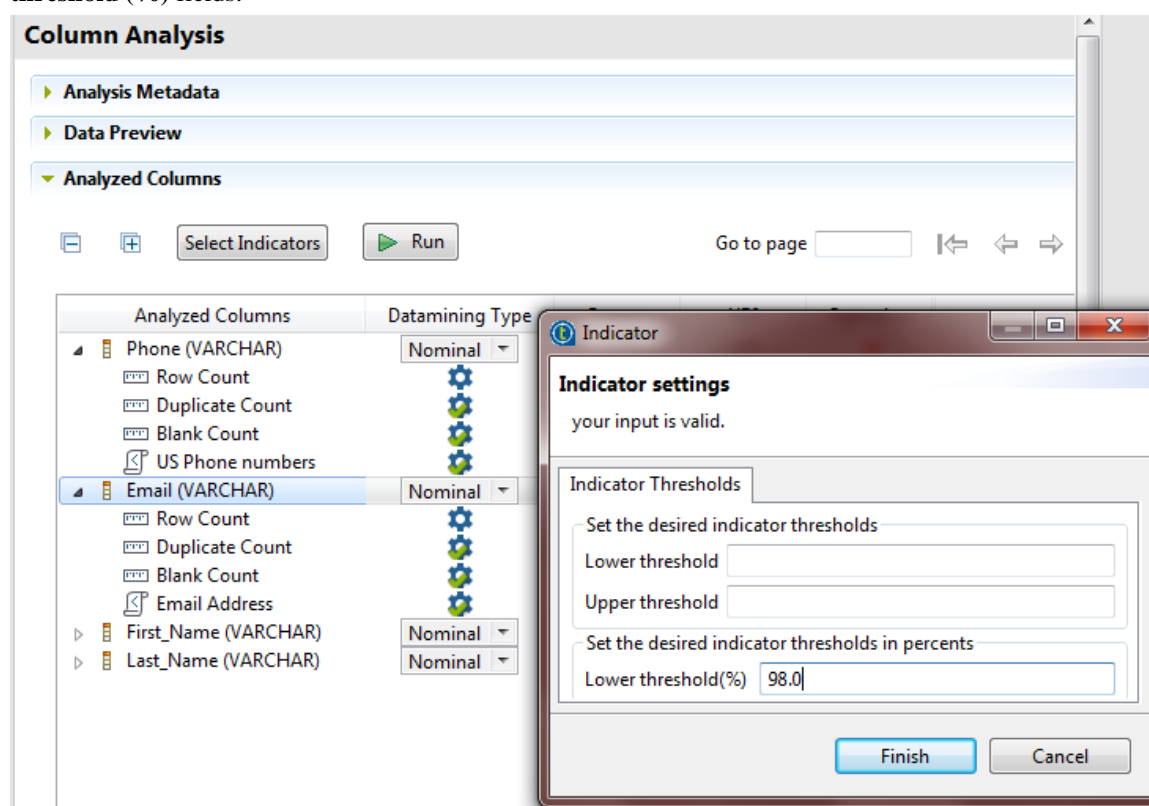 Column Analysis
Analysis Metadata
Data Preview
Analyzed Columns
Select Indicators
Run
Go to page
Analyzed Columns
Datamining Type
Phone (VARCHAR)
Nominal
Row Count
Duplicate Count
Blank Count
US Phone numbers
Email (VARCHAR)
Nominal
Row Count
Duplicate Count
Blank Count
Email Address
First_Name (VARCHAR)
Nominal
Last_Name (VARCHAR)
Nominal
Indicator
Indicator settings
your input is valid.
Indicator Thresholds
Set the desired indicator thresholds
Lower threshold
Upper threshold
Set the desired indicator thresholds in percents
Lower threshold(%) 98.0
Finish
Cancel